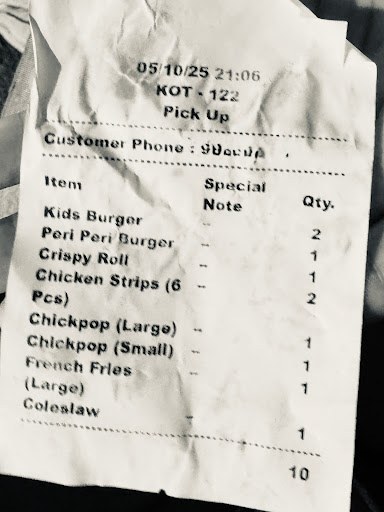 05/10/25 21:06
KOT - 122
Pick Up
Customer Phone :
Item Special Note Qty.
Kids Burger -- 2
Peri Peri Burger -- 1
Crispy Roll -- 1
Chicken Strips (6 -- 2
Pcs)
Chickpop (Large) -- 1
Chickpop (Small) -- 1
French Fries -- 1
(Large)
Coleslaw -- 1
10